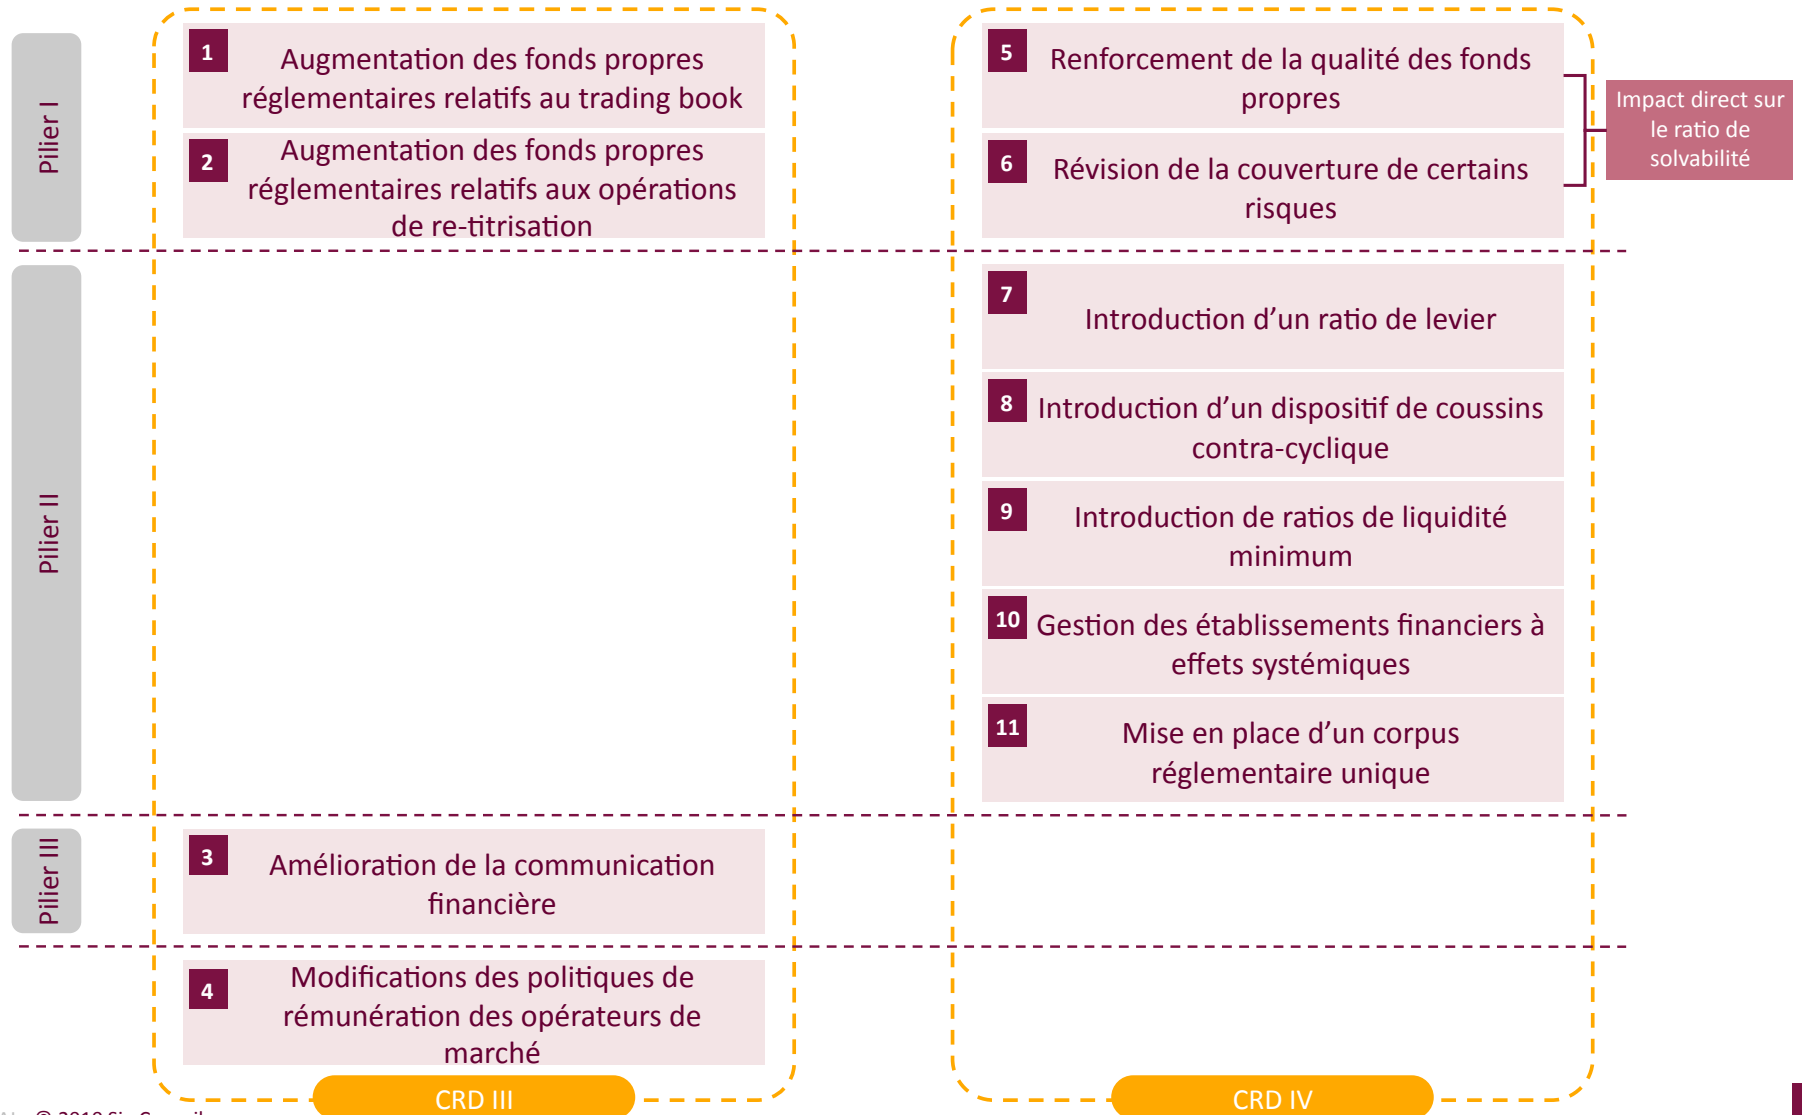 Pilier I
1
Augmentation des fonds propres
réglementaires relatifs au trading book
2
Augmentation des fonds propres
réglementaires relatifs aux opérations
de re-titrisation
5
Renforcement de la qualité des fonds
propres
6
Révision de la couverture de certains
risques
Impact direct sur
le ratio de
solvabilité
Pilier II
7
Introduction d’un ratio de levier
8
Introduction d’un dispositif de coussins
contra-cyclique
9
Introduction de ratios de liquidité
minimum
10
Gestion des établissements financiers à
effets systémiques
11
Mise en place d’un corpus
réglementaire unique
Pilier III
3
Amélioration de la communication
financière
4
Modifications des politiques de
rémunération des opérateurs de
marché
CRD III
CRD IV
© 2010 Sia Conseil